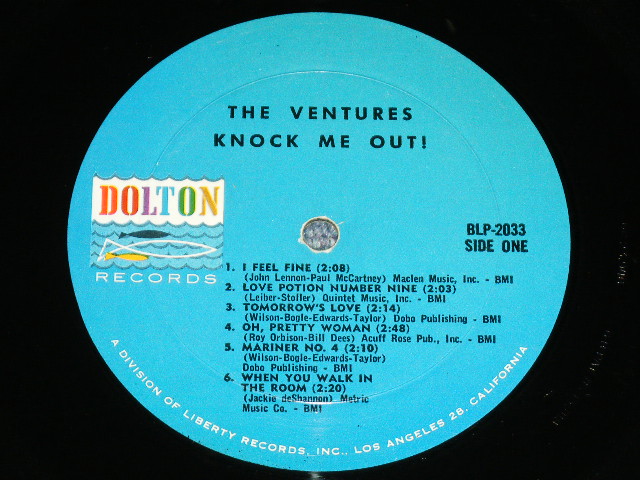 THE VENTURES
KNOCK ME OUT!
DOLTON
RECORDS
BLP-2033
SIDE ONE
1. I FEEL FINE (2:08)
(John Lennon-Paul McCartney) Maclen Music, Inc. - BMI
2. LOVE POTION NUMBER NINE (2:03)
(Leiber-Stoller) Quintet Music, Inc. - BMI
3. TOMORROW'S LOVE (2:14)
(Wilson-Bogle-Edwards-Taylor) Dobo Publishing - BMI
4. OH, PRETTY WOMAN (2:48)
(Roy Orbison-Bill Dees) Acuff Rose Pub., Inc. - BMI
5. MARINER NO. 4 (2:10)
(Wilson-Bogle-Edwards-Taylor)
Dobo Publishing - BMI
6. WHEN YOU WALK IN
THE ROOM (2:20)
(Jackie deShannon) Metric
Music Co. - BMI
A DIVISION OF LIBERTY RECORDS, INC., LOS ANGELES 28, CALIFORNIA